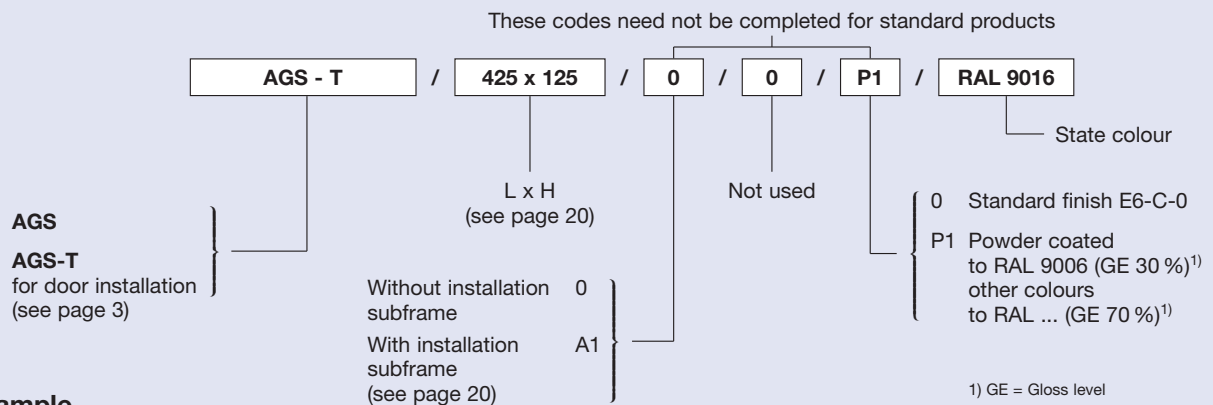 These codes need not be completed for standard products
AGS - T / 425 x 125 / 0 / 0 / P1 / RAL 9016
State colour
L x H
(see page 20)
Not used
AGS
AGS-T
for door installation
(see page 3)
Without installation 0
subframe
With installation A1
subframe
(see page 20)
0 Standard finish E6-C-0
P1 Powder coated
to RAL 9006 (GE 30 %)1)
other colours
to RAL ... (GE 70 %)1)
1) GE = Gloss level